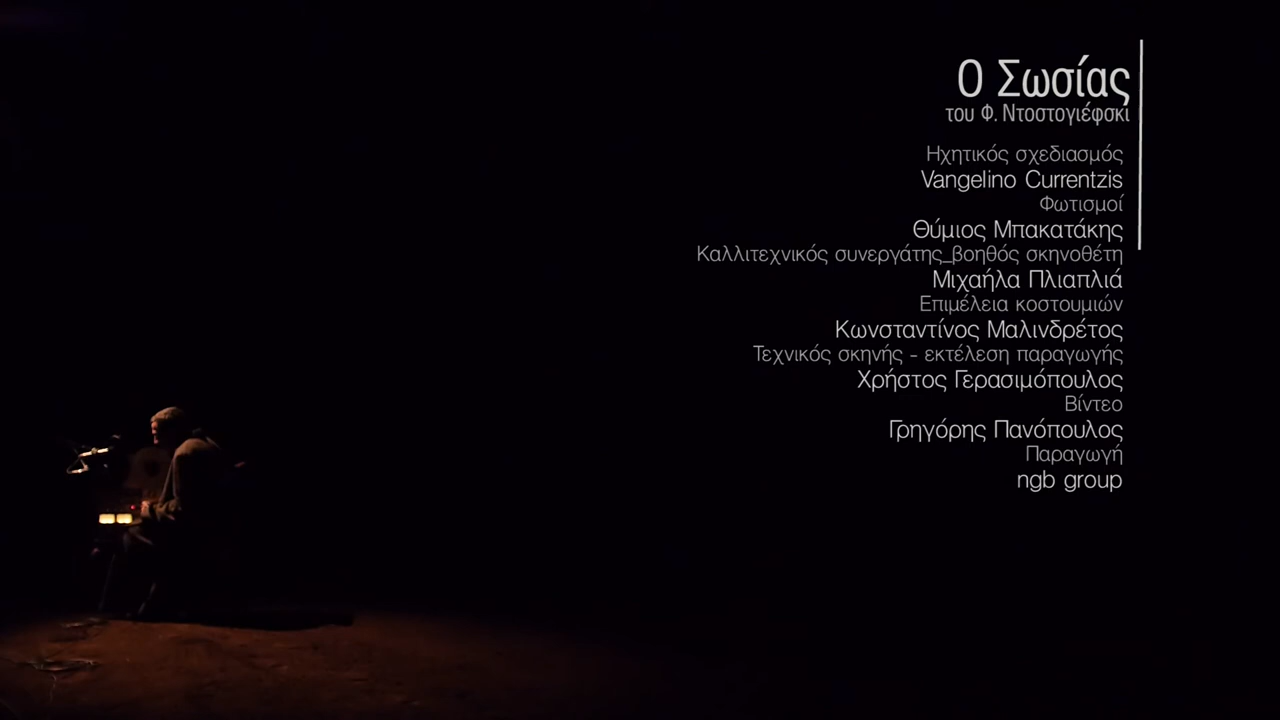 Ο Σωσίας
του Φ. Ντοστογιέφσκι
Ηχητικός σχεδιασμός
Vangelino Currentzis
Φωτισμοί
Θύμιος Μπακατάκης
Καλλιτεχνικός συνεργάτης_βοηθός σκηνοθέτη
Μιχαήλα Πλιαπλιά
Επιμέλεια κοστουμιών
Κωνσταντίνος Μαλινδρέτος
Τεχνικός σκηνής - εκτέλεση παραγωγής
Χρήστος Γερασιμόπουλος
Βίντεο
Γρηγόρης Πανόπουλος
Παραγωγή
ngb group